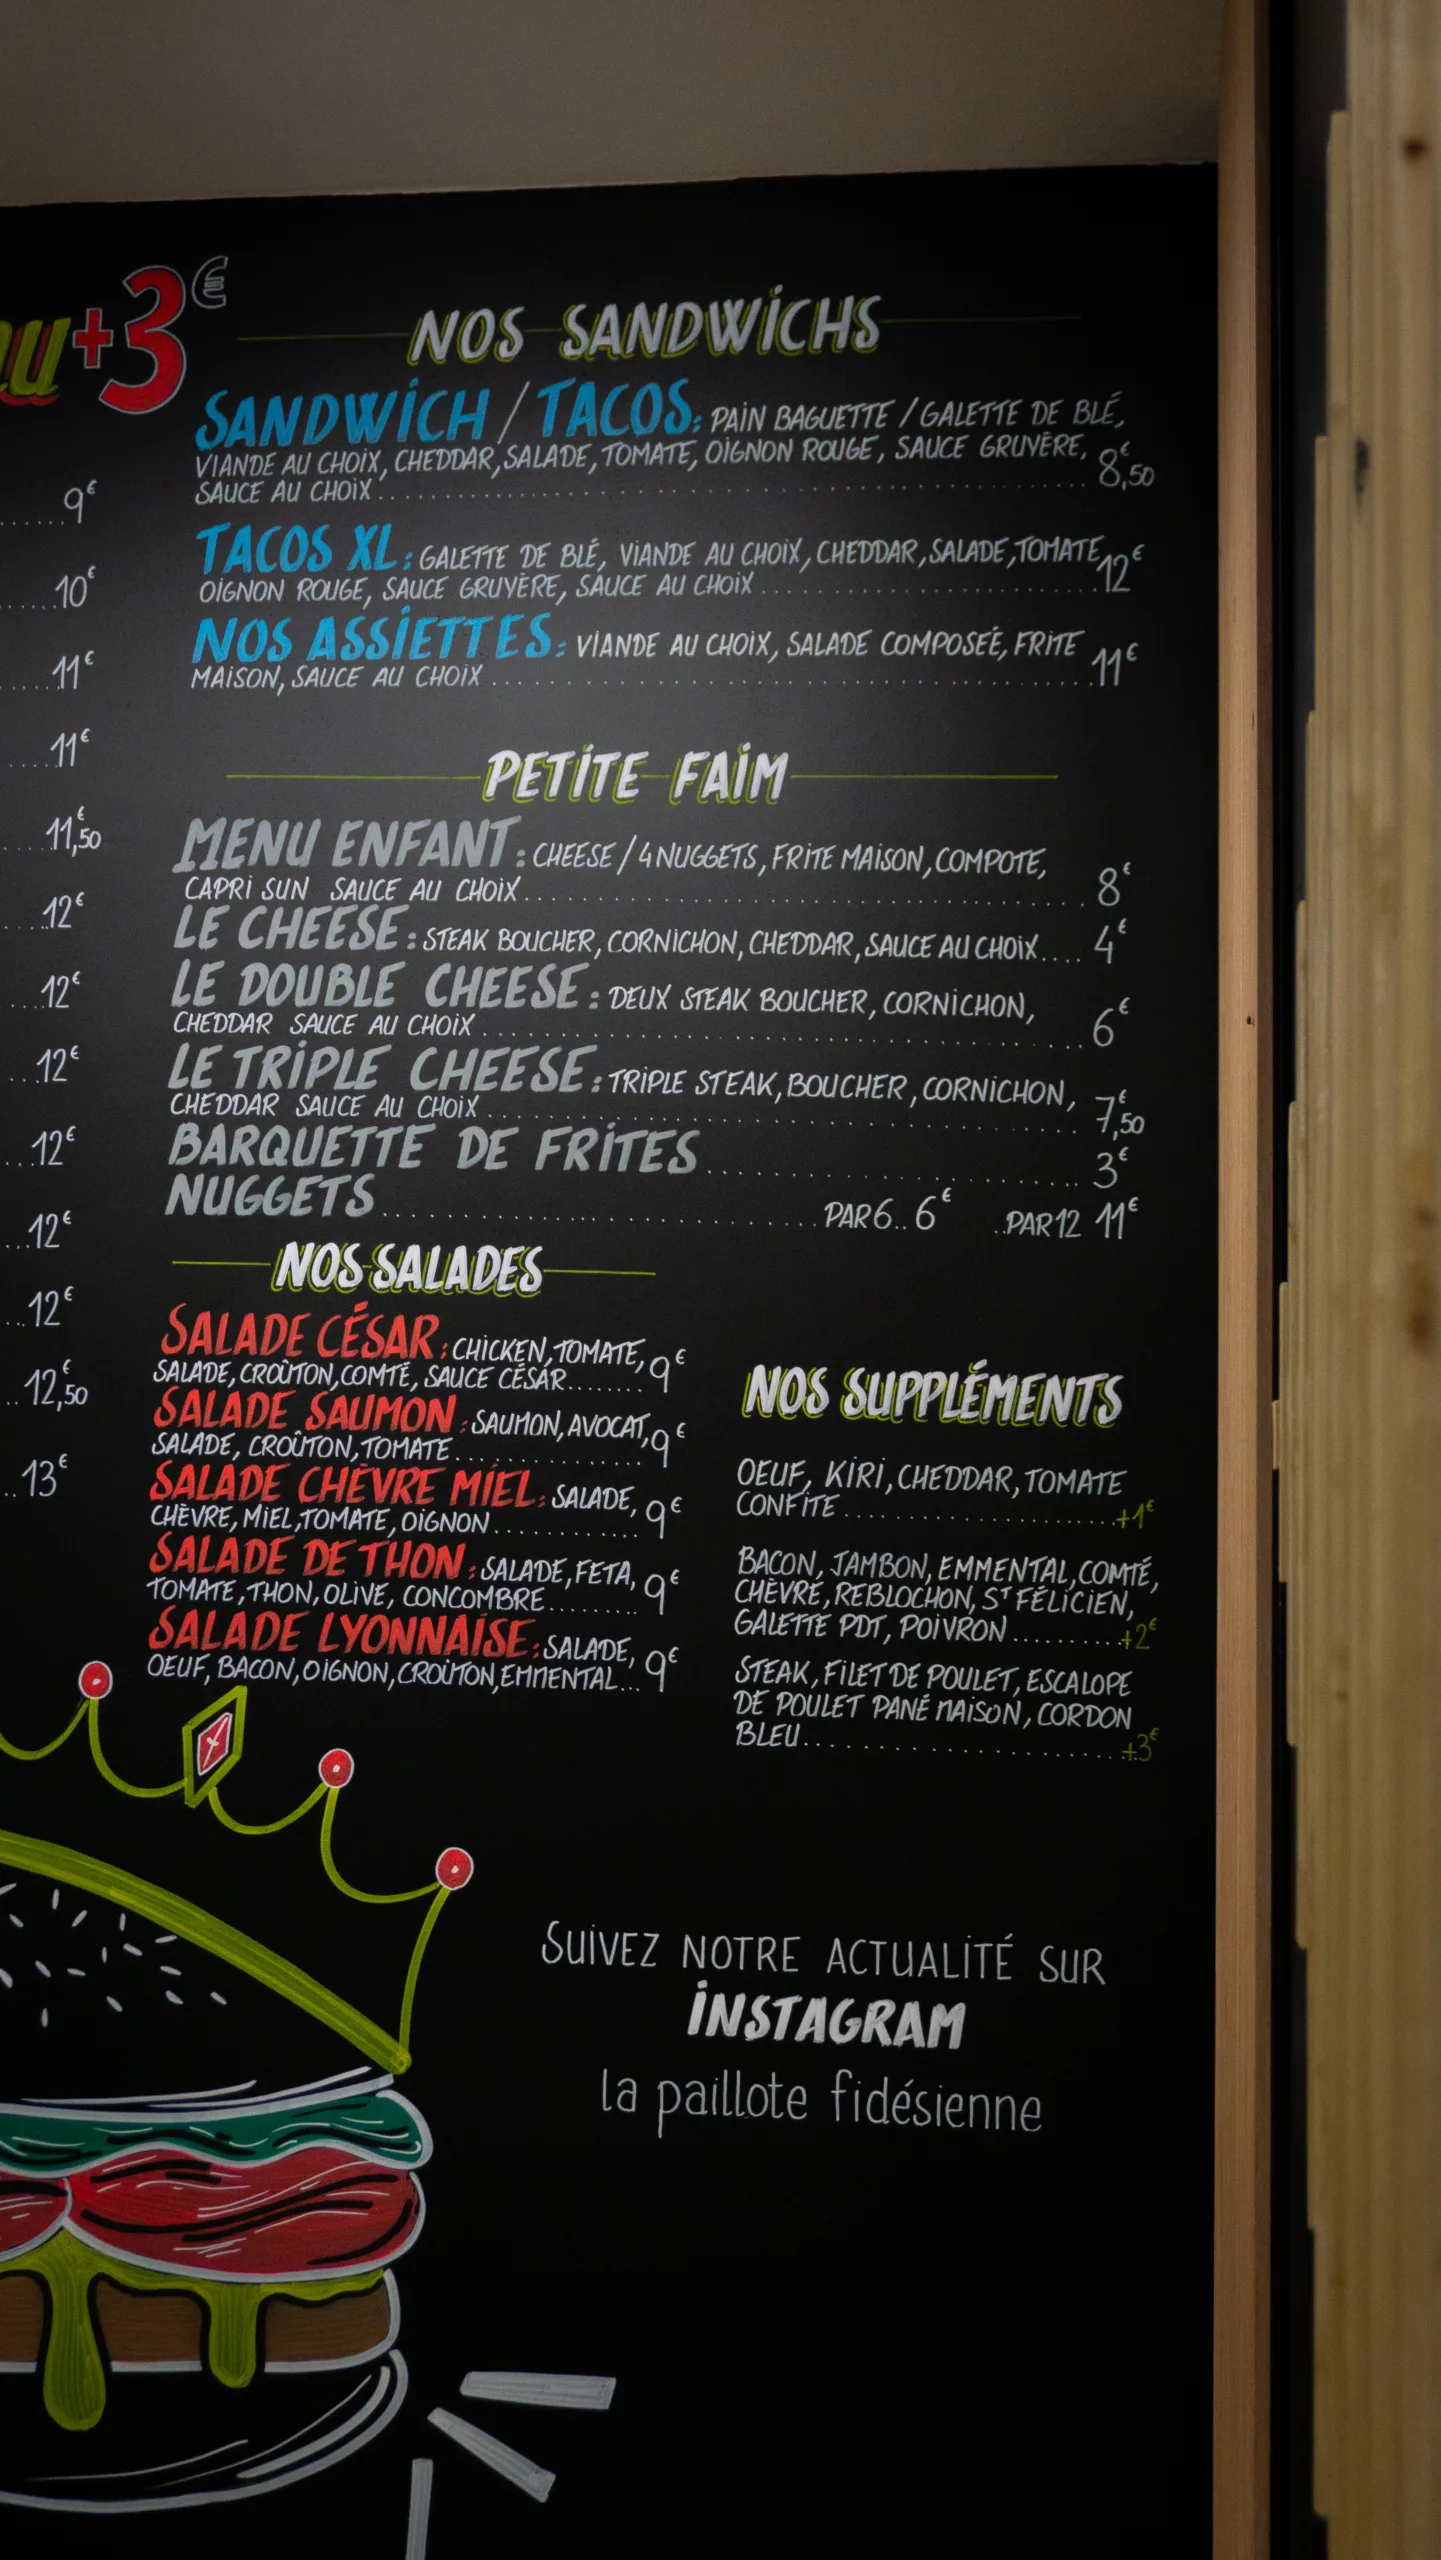 u+3€
9€
10€
11€
11€
11,50€
12€
12€
12€
12€
12€
12€
12,50€
13€
NOS SANDWICHS
SANDWICH / TACOS: PAIN BAGUETTE / GALETTE DE BLÉ,
VIANDE AU CHOIX, CHEDDAR, SALADE, TOMATE, OIGNON ROUGE, SAUCE GRUYÈRE,
SAUCE AU CHOIX 8,50€
TACOS XL: GALETTE DE BLÉ, VIANDE AU CHOIX, CHEDDAR, SALADE, TOMATE
OIGNON ROUGE, SAUCE GRUYÈRE, SAUCE AU CHOIX 12€
NOS ASSIETTES: VIANDE AU CHOIX, SALADE COMPOSÉE, FRITE
MAISON, SAUCE AU CHOIX 11€
PETITE FAIM
MENU ENFANT: CHEESE / 4 NUGGETS, FRITE MAISON, COMPOTE,
CAPRI SUN SAUCE AU CHOIX 8€
LE CHEESE: STEAK BOUCHER, CORNICHON, CHEDDAR, SAUCE AU CHOIX.... 4€
LE DOUBLE CHEESE: DEUX STEAK BOUCHER, CORNICHON,
CHEDDAR SAUCE AU CHOIX 6€
LE TRIPLE CHEESE: TRIPLE STEAK, BOUCHER, CORNICHON,
CHEDDAR SAUCE AU CHOIX 7,50€
BARQUETTE DE FRITES 3€
NUGGETS PAR 6.. 6€ ..PAR 12 11€
NOS SALADES
SALADE CÉSAR: CHICKEN, TOMATE,
SALADE, CROÛTON, COMTÉ, SAUCE CÉSAR 9€
SALADE SAUMON: SAUMON, AVOCAT,
SALADE, CROÛTON, TOMATE 9€
SALADE CHÈVRE MIEL: SALADE,
CHÈVRE, MIEL, TOMATE, OIGNON 9€
SALADE DE THON: SALADE, FETA,
TOMATE, THON, OLIVE, CONCOMBRE 9€
SALADE LYONNAISE: SALADE,
OEUF, BACON, OIGNON, CROÛTON, EMMENTAL... 9€
NOS SUPPLÉMENTS
OEUF, KIRI, CHEDDAR, TOMATE
CONFITE +1€
BACON, JAMBON, EMMENTAL, COMTÉ,
CHÈVRE, REBLOCHON, ST FÉLICIEN,
GALETTE PDT, POIVRON +2€
STEAK, FILET DE POULET, ESCALOPE
DE POULET PANÉ MAISON, CORDON
BLEU +3€
SUIVEZ NOTRE ACTUALITÉ SUR
INSTAGRAM
la paillote fidésienne